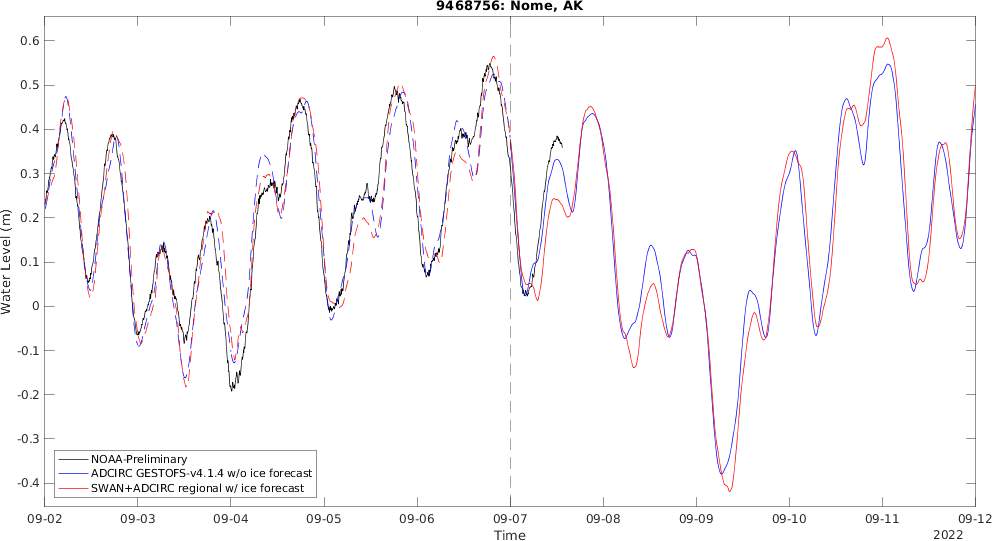 9468756: Nome, AK
0.6
0.5
0.4
0.3
0.2
0.1
0
-0.1
-0.2
-0.3
-0.4
Water Level (m)
NOAA-Preliminary
ADCIRC GESTOFS-v4.1.4 w/o ice forecast
SWAN+ADCIRC regional w/ ice forecast
09-02 09-03 09-04 09-05 09-06 09-07 09-08 09-09 09-10 09-11 09-12
Time
2022